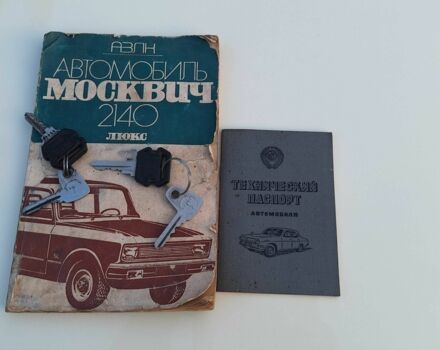 АЗЛК
АВТОМОБИЛЬ
МОСКВИЧ
2140
ЛЮКС
ТЕХНИЧЕСКИЙ
ПАСПОРТ
АВТОМОБИЛЯ